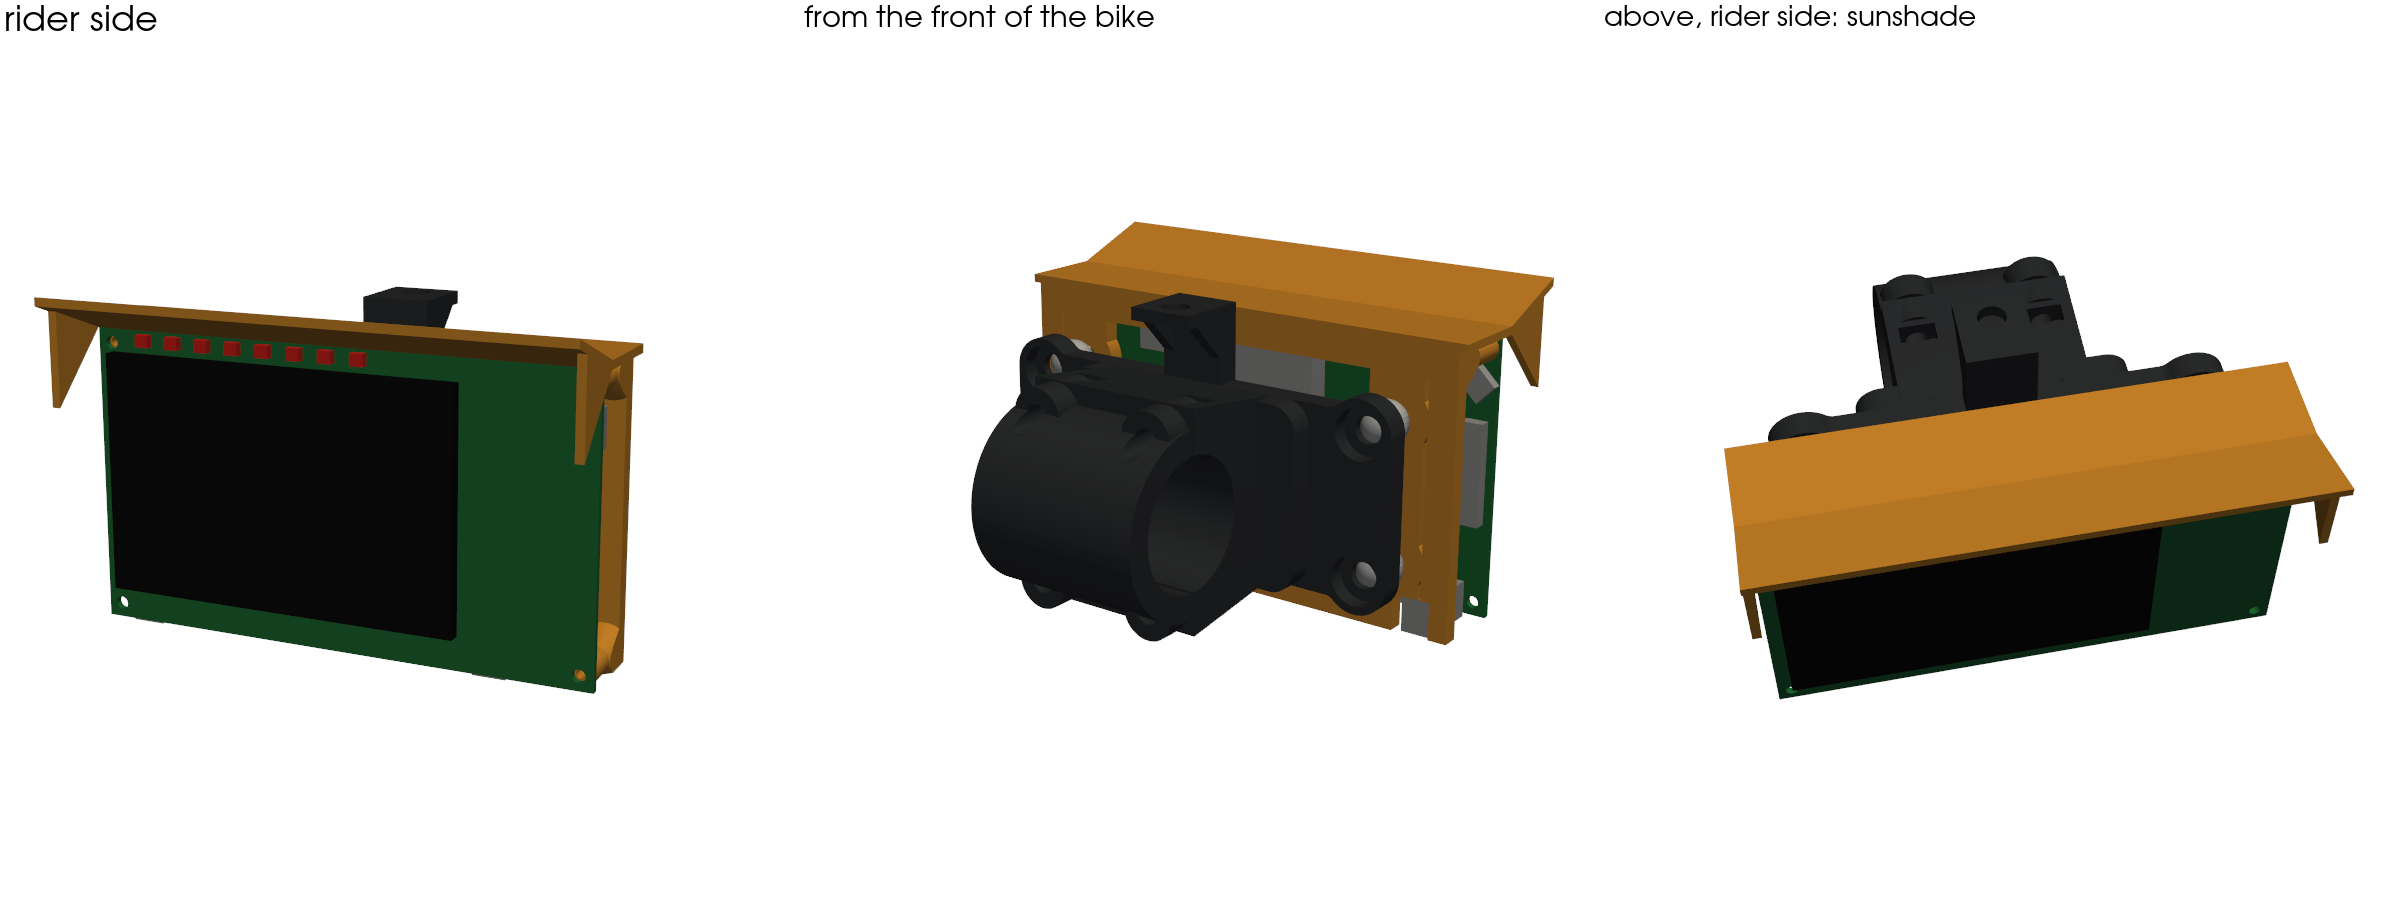 rider side
from the front of the bike
above, rider side: sunshade